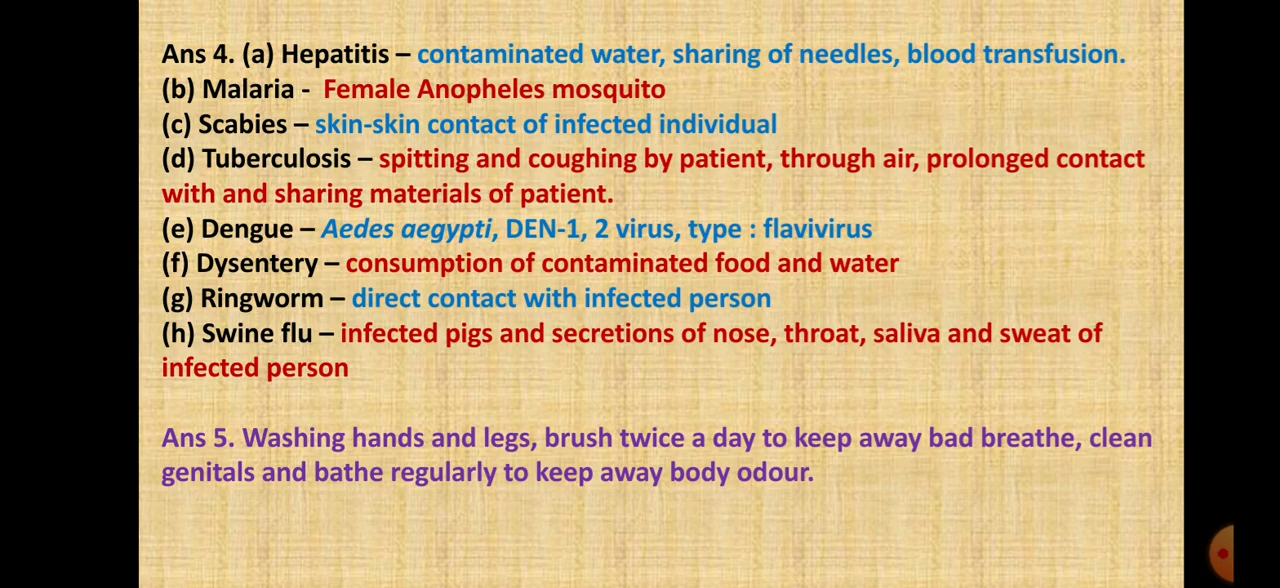 Ans 4. (a) Hepatitis – contaminated water, sharing of needles, blood transfusion.
(b) Malaria - Female Anopheles mosquito
(c) Scabies – skin-skin contact of infected individual
(d) Tuberculosis – spitting and coughing by patient, through air, prolonged contact
with and sharing materials of patient.
(e) Dengue – Aedes aegypti, DEN-1, 2 virus, type : flavivirus
(f) Dysentery – consumption of contaminated food and water
(g) Ringworm – direct contact with infected person
(h) Swine flu – infected pigs and secretions of nose, throat, saliva and sweat of
infected person
Ans 5. Washing hands and legs, brush twice a day to keep away bad breathe, clean
genitals and bathe regularly to keep away body odour.